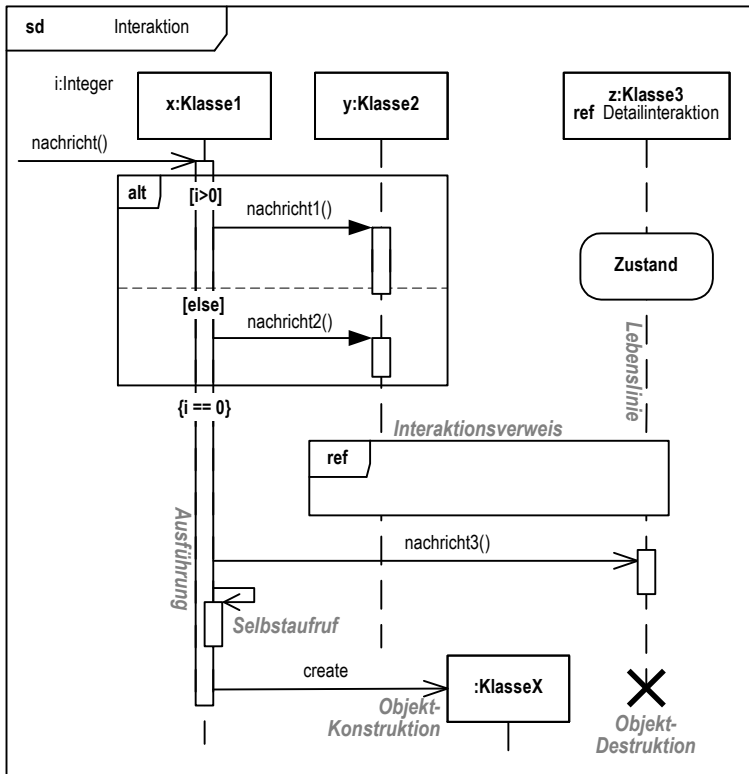 sd Interaktion
i:Integer
x:Klasse1
y:Klasse2
z:Klasse3
ref Detailinteraktion
nachricht()
alt
[i>0]
nachricht1()
Zustand
[else]
nachricht2()
Lebenslinie
{i == 0}
Interaktionsverweis
ref
Ausführung
nachricht3()
Selbstaufruf
create
:KlasseX
Objekt-
Konstruktion
Objekt-
Destruktion